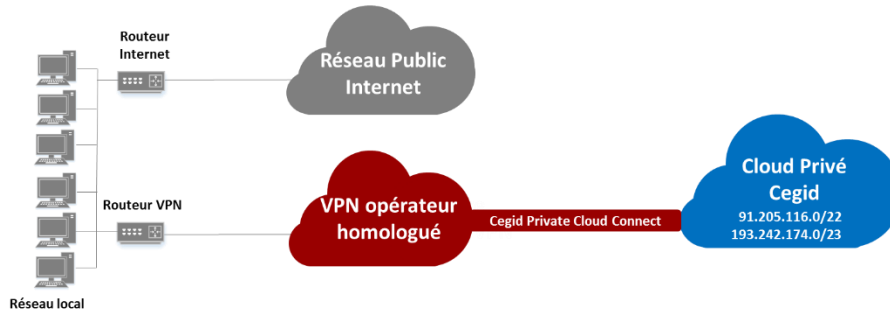 Routeur
Internet
Réseau Public
Internet
Routeur VPN
VPN opérateur
homologué
Cegid Private Cloud Connect
Cloud Privé
Cegid
91.205.116.0/22
193.242.174.0/23
Réseau local